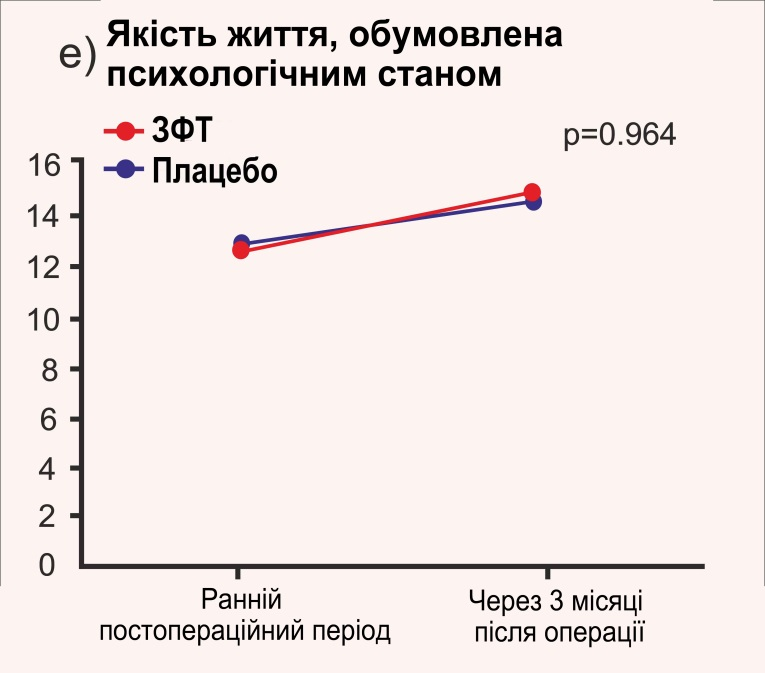 е) Якість життя, обумовлена
психологічним станом
ЗФТ
Плацебо
p=0.964
16
14
12
10
8
6
4
2
0
Ранній
постопераційний період
Через 3 місяці
після операції